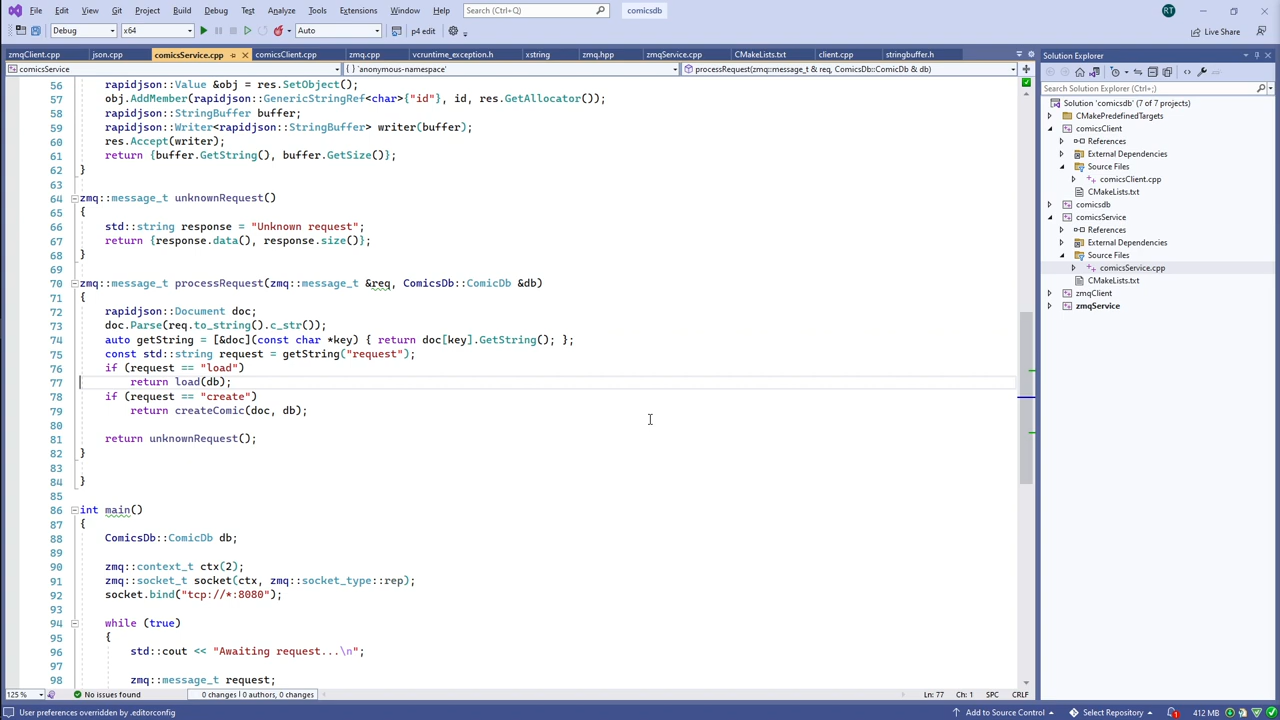 File Edit View Git Project Build Debug Test Analyze Tools Extensions Window Help Search (Ctrl+;) comicsdb RT
Debug x64 Auto p4 edit Live Share
zmqClient.cpp json.cpp comicsService.cpp comicsClient.cpp zmq.cpp vcruntime_exception.h xstring zmq.hpp zmqService.cpp CMakeLists.txt client.cpp stringbuffer.h
comicsService {} 'anonymous-namespace' processRequest(zmq::message_t & req, ComicsDb::ComicDb & db)
56 rapidjson::Value &obj = res.SetObject();
57 obj.AddMember(rapidjson::GenericStringRef<char>{"id"}, id, res.GetAllocator());
58 rapidjson::StringBuffer buffer;
59 rapidjson::Writer<rapidjson::StringBuffer> writer(buffer);
60 res.Accept(writer);
61 return {buffer.GetString(), buffer.GetSize()};
62 }
63
64 zmq::message_t unknownRequest()
65 {
66 std::string response = "Unknown request";
67 return {response.data(), response.size()};
68 }
69
70 zmq::message_t processRequest(zmq::message_t &req, ComicsDb::ComicDb &db)
71 {
72 rapidjson::Document doc;
73 doc.Parse(req.to_string().c_str());
74 auto getString = [&doc](const char *key) { return doc[key].GetString(); };
75 const std::string request = getString("request");
76 if (request == "load")
77 return load(db);
78 if (request == "create")
79 return createComic(doc, db);
80
81 return unknownRequest();
82 }
83
84 }
85
86 int main()
87 {
88 ComicsDb::ComicDb db;
89
90 zmq::context_t ctx(2);
91 zmq::socket_t socket(ctx, zmq::socket_type::rep);
92 socket.bind("tcp://*:8080");
93
94 while (true)
95 {
96 std::cout << "Awaiting request...\n";
97
98 zmq::message_t request;
125 % No issues found 0 changes | 0 authors, 0 changes Ln: 77 Ch: 1 SPC CRLF
User preferences overridden by .editorconfig Add to Source Control Select Repository 1 412 MB
Solution Explorer
Search Solution Explorer (Ctrl+;)
Solution 'comicsdb' (7 of 7 projects)
CMakePredefinedTargets
comicsClient
References
External Dependencies
Source Files
comicsClient.cpp
CMakeLists.txt
comicsdb
comicsService
References
External Dependencies
Source Files
comicsService.cpp
CMakeLists.txt
zmqClient
zmqService